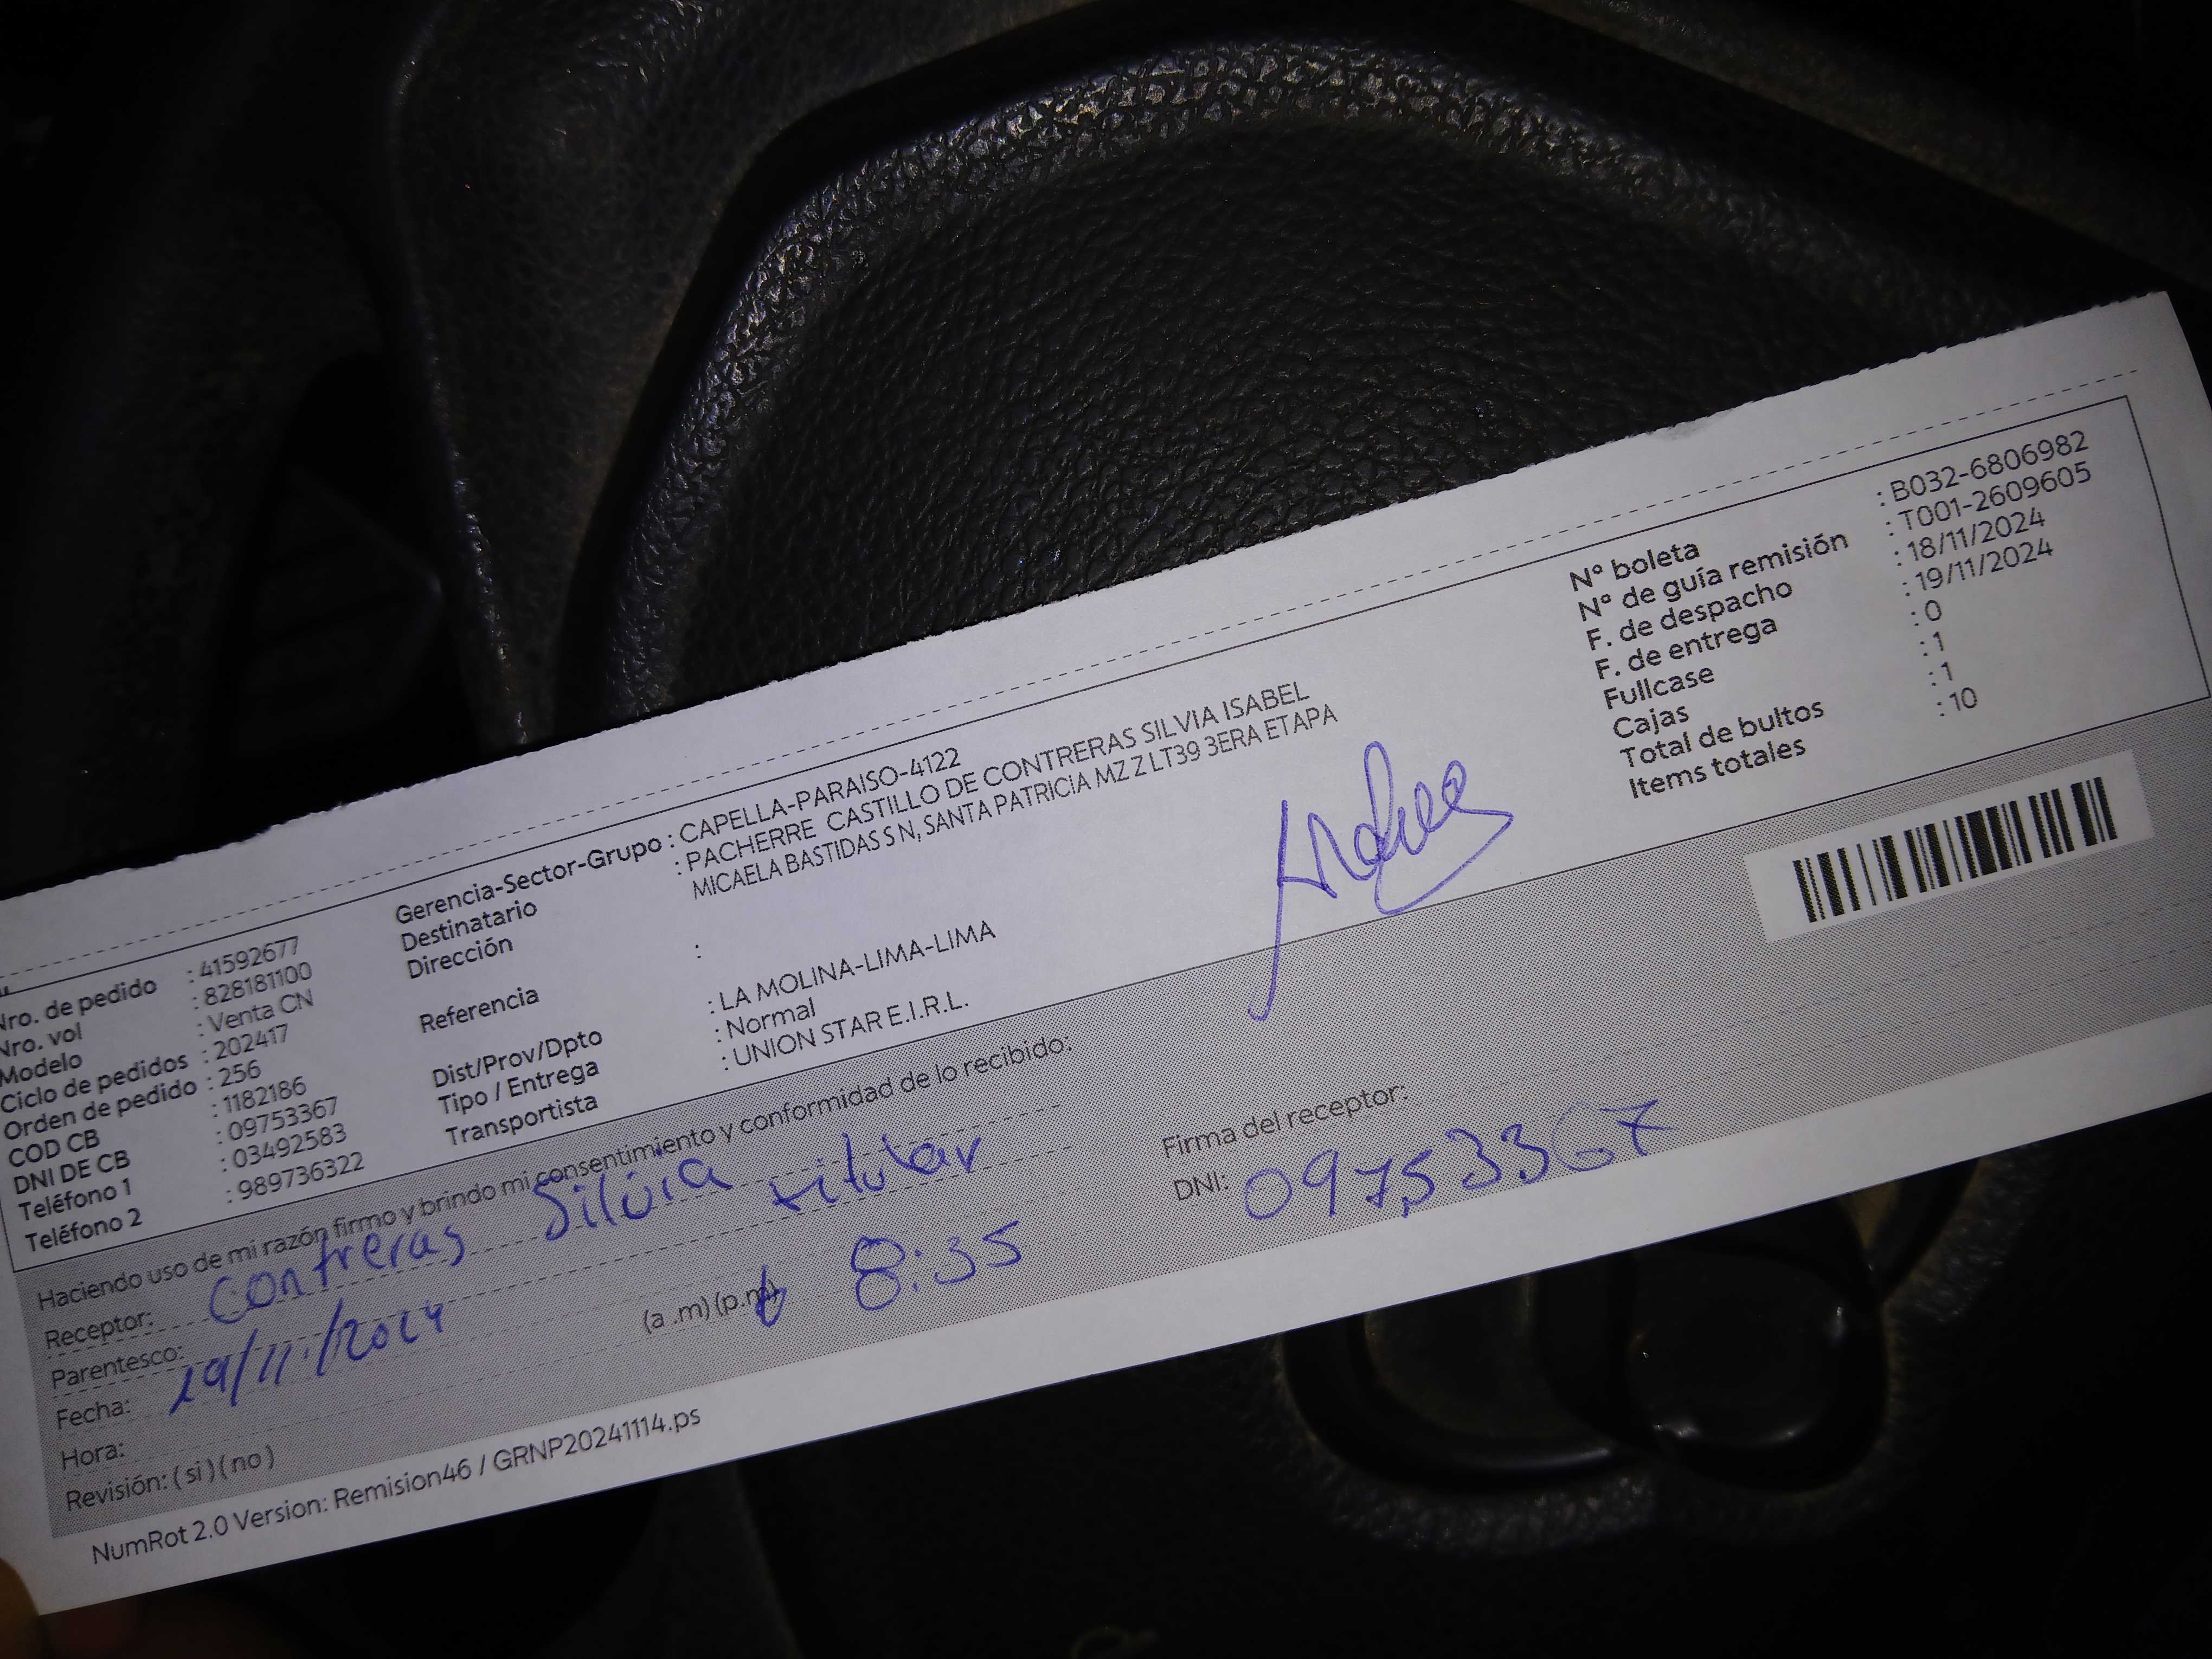 Nro. de pedido : 41592677
Nro. vol : 828181100
Modelo : Venta CN
Ciclo de pedidos : 202417
Orden de pedido : 256
COD CB : 1182186
DNI DE CB : 09753367
Teléfono 1 : 03492583
Teléfono 2 : 989736322
Gerencia-Sector-Grupo : CAPELLA-PARAISO-4122
Destinatario : PACHERRE CASTILLO DE CONTRERAS SILVIA ISABEL
Dirección MICAELA BASTIDAS S N, SANTA PATRICIA MZ Z LT39 3ERA ETAPA
Referencia :
Dist/Prov/Dpto : LA MOLINA-LIMA-LIMA
Tipo / Entrega : Normal
Transportista : UNION STAR E.I.R.L.
N° boleta : B032-6806982
N° de guía remisión : T001-2609605
F. de despacho : 18/11/2024
F. de entrega : 19/11/2024
Fullcase : 0
Cajas : 1
Total de bultos : 1
Items totales : 10
Haciendo uso de mi razón firmo y brindo mi consentimiento y conformidad de lo recibido:
Receptor: Contreras Silvia titular
Parentesco:
Fecha: 19/11/2024
Hora: (a .m) (p.m) 8:35
Revisión: ( si ) ( no )
Firma del receptor:
DNI: 09753367
NumRot 2.0 Version: Remision46 / GRNP20241114.ps